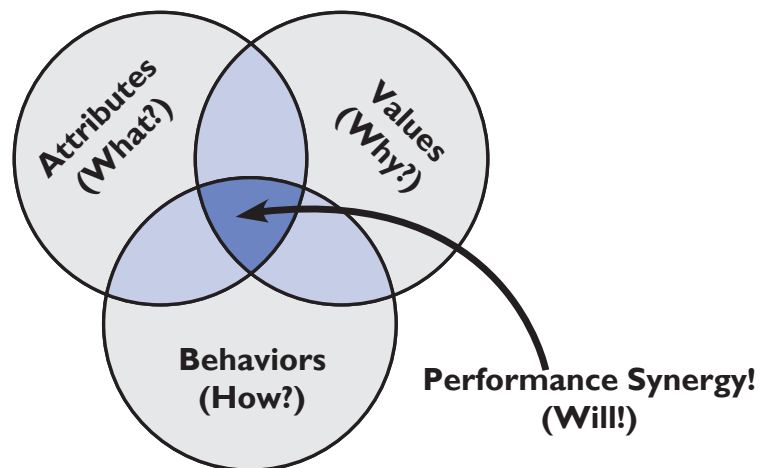 Attributes
(What?)
Values
(Why?)
Behaviors
(How?)
Performance Synergy!
(Will!)